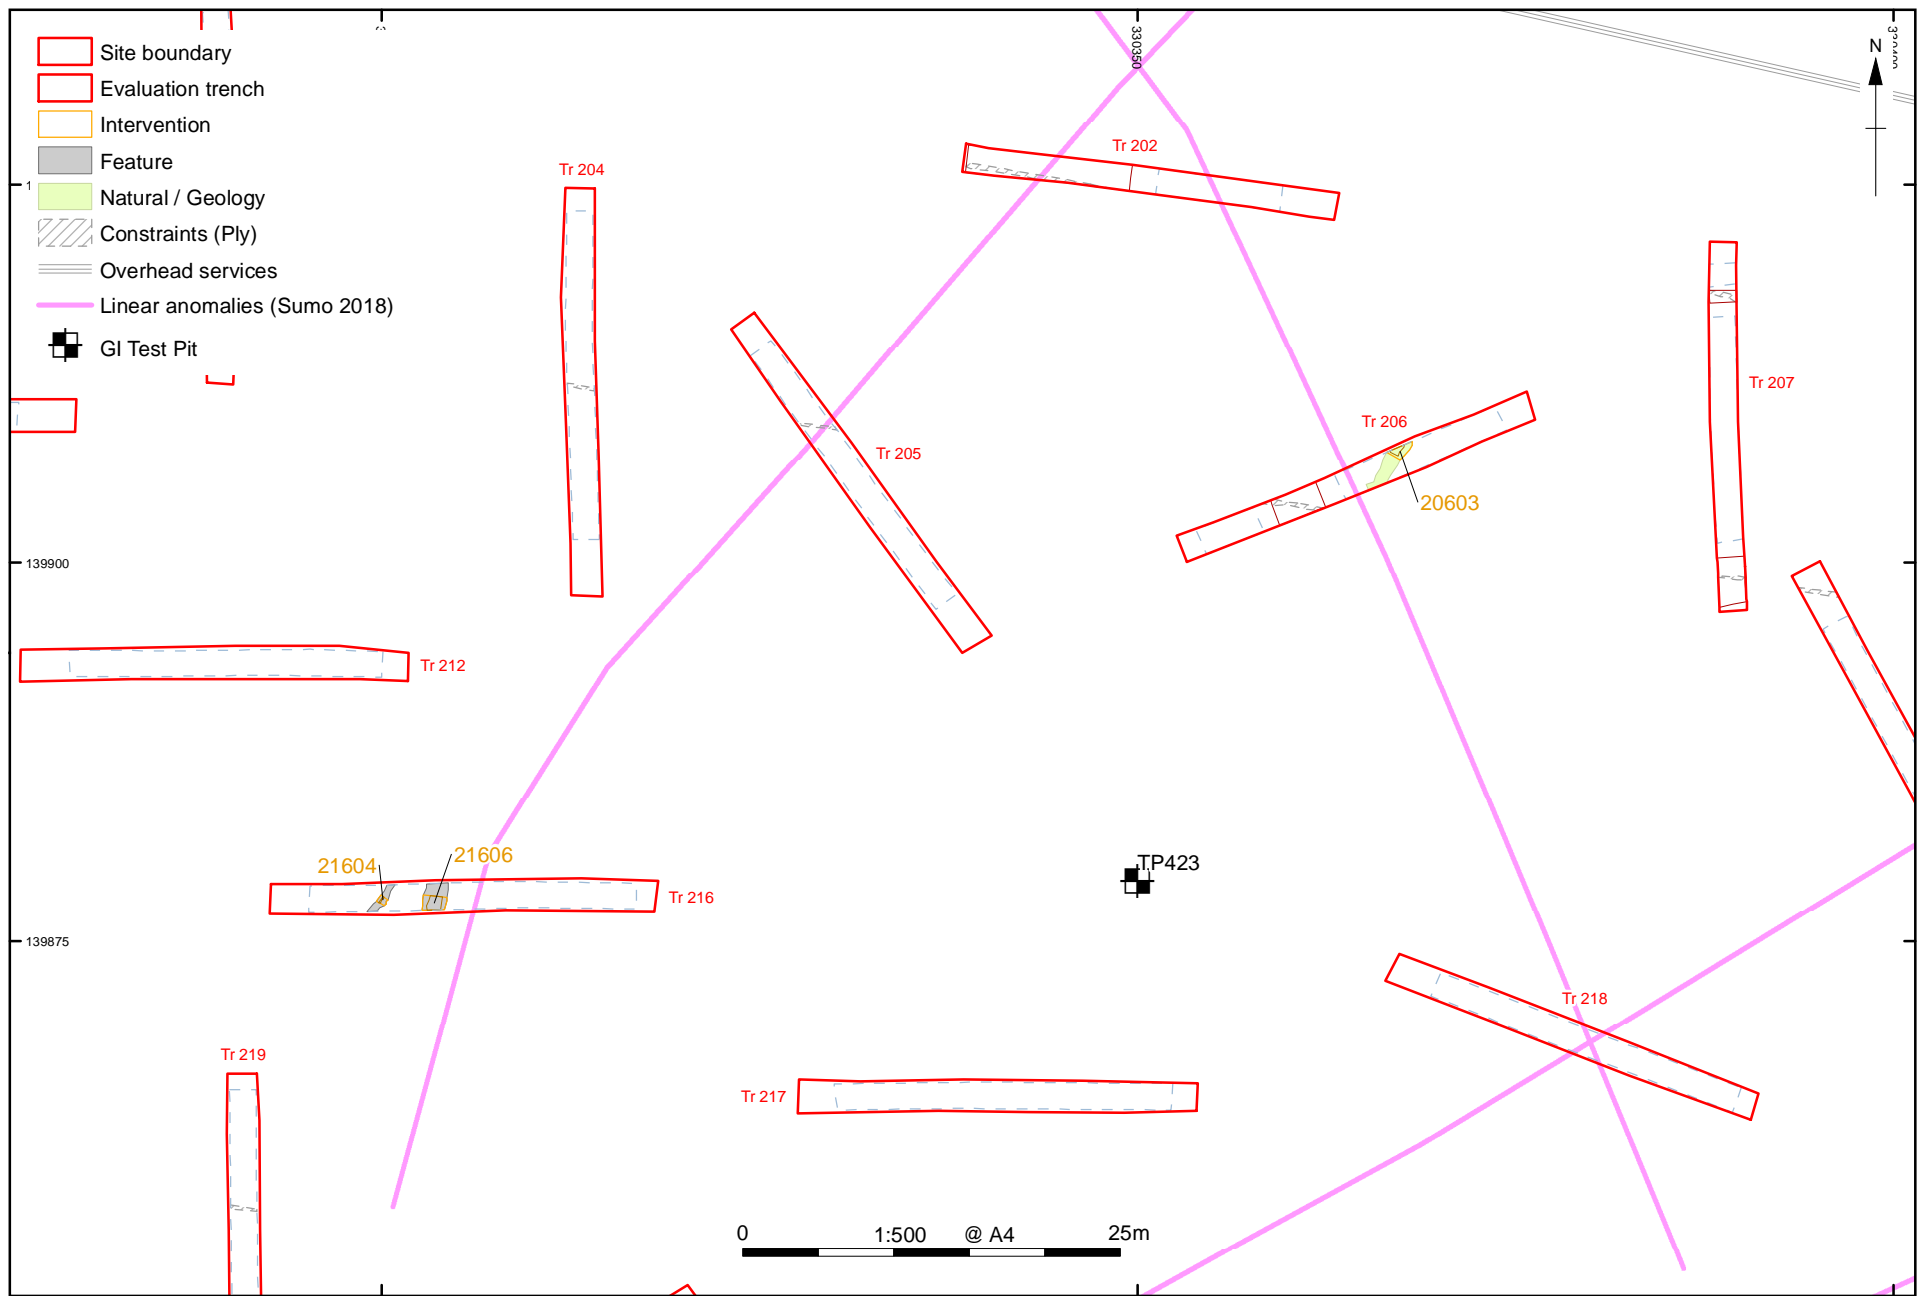 Site boundary
Evaluation trench
Intervention
Feature
Natural / Geology
Constraints (Ply)
Overhead services
Linear anomalies (Sumo 2018)
GI Test Pit
330350
N
Tr 202
Tr 204
Tr 205
Tr 206
Tr 207
20603
139900
Tr 212
21604
21606
Tr 216
TP423
139875
Tr 218
Tr 219
Tr 217
0
1:500
@ A4
25m